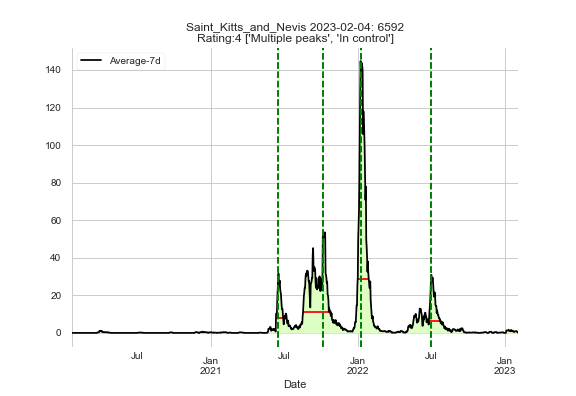 Saint_Kitts_and_Nevis 2023-02-04: 6592
Rating:4 ['Multiple peaks', 'In control']
Average-7d
140
120
100
80
60
40
20
0
Jul
Jan
2021
Jul
Jan
2022
Jul
Jan
2023
Date